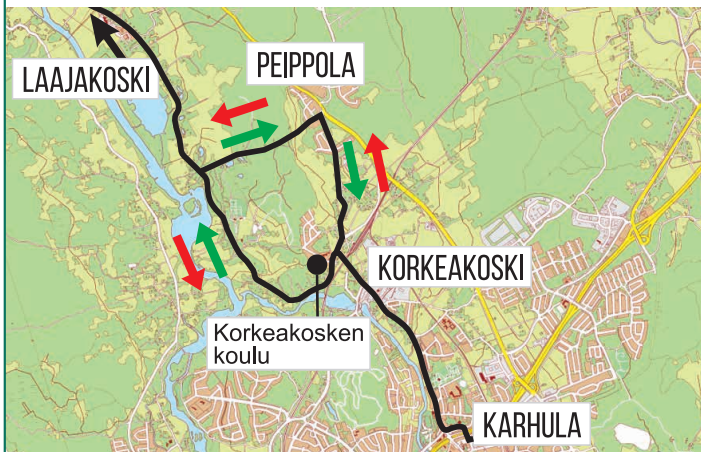 PEIPPOLA
LAAJAKOSKI
KORKEAKOSKI
Korkeakosken
koulu
KARHULA